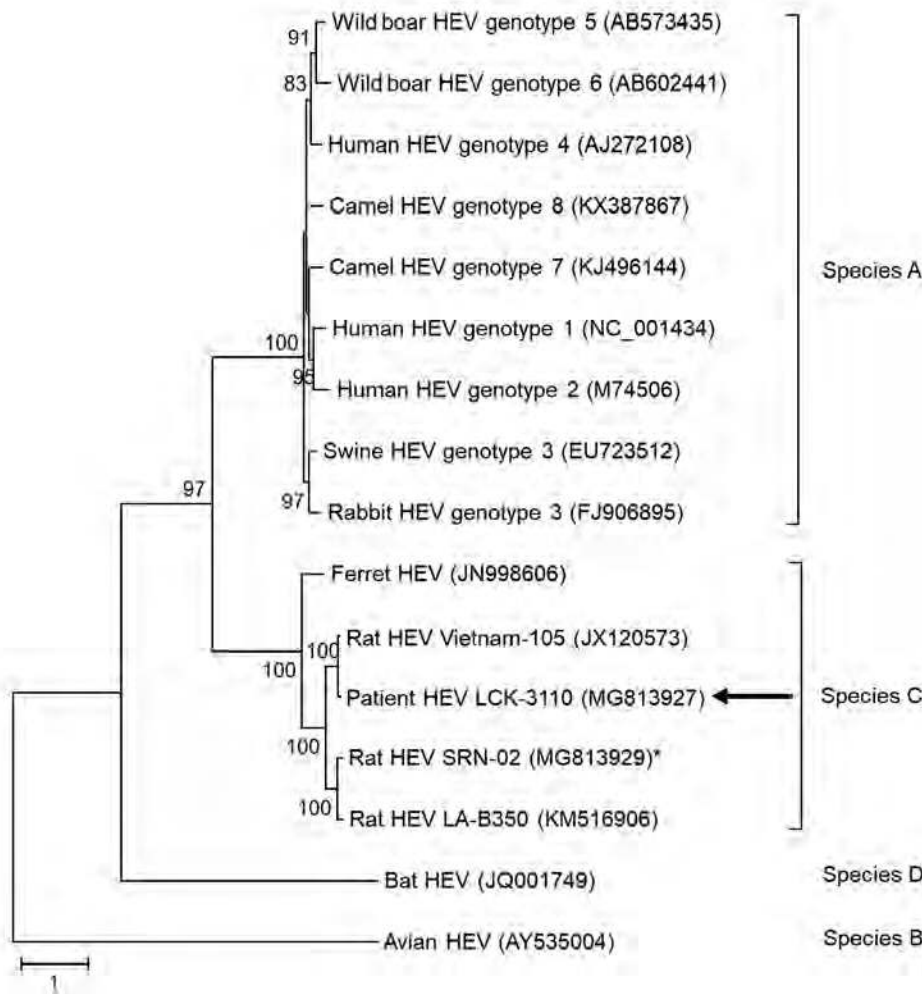 Wild boar HEV genotype 5 (AB573435)
91
83
Wild boar HEV genotype 6 (AB602441)
Human HEV genotype 4 (AJ272108)
Camel HEV genotype 8 (KX387867)
Camel HEV genotype 7 (KJ496144)
Species A
Human HEV genotype 1 (NC_001434)
100
95
Human HEV genotype 2 (M74506)
Swine HEV genotype 3 (EU723512)
97
97
Rabbit HEV genotype 3 (FJ906895)
Ferret HEV (JN998606)
Rat HEV Vietnam-105 (JX120573)
100
100
Patient HEV LCK-3110 (MG813927)
Species C
100
Rat HEV SRN-02 (MG813929)*
100
Rat HEV LA-B350 (KM516906)
Bat HEV (JQ001749)
Species D
Avian HEV (AY535004)
Species B
1